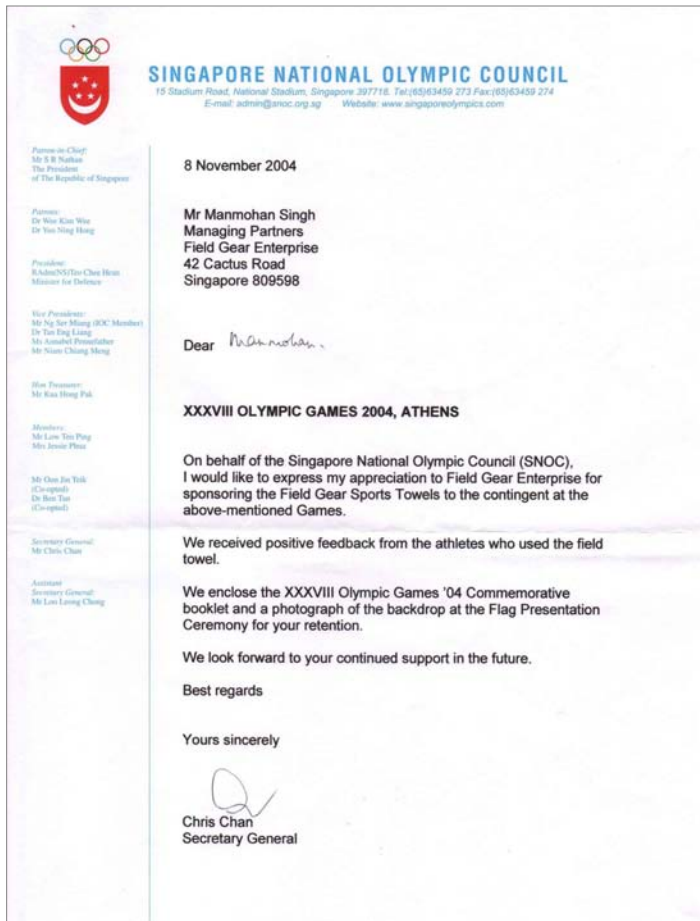 SINGAPORE NATIONAL OLYMPIC COUNCIL
15 Stadium Road, National Stadium, Singapore 397718. Tel:(65)63459 273 Fax:(65)63459 274
E-mail: admin@snoc.org.sg Website: www.singaporeolympics.com
Patron-in-Chief:
Mr S R Nathan
The President
of The Republic of Singapore
Patrons:
Dr Wee Kim Wee
Dr Yeo Ning Hong
President:
RAdm(NS)Teo Chee Hean
Minister for Defence
Vice Presidents:
Mr Ng Ser Miang (IOC Member)
Dr Tan Eng Liang
Ms Annabel Pennefather
Mr Niam Chiang Meng
Hon Treasurer:
Mr Kua Hong Pak
Members:
Mr Low Teo Ping
Mrs Jessie Phua
Mr Oon Jin Teik
(Co-opted)
Dr Ben Tan
(Co-opted)
Secretary General:
Mr Chris Chan
Assistant
Secretary General:
Mr Lau Leong Chong
8 November 2004
Mr Manmohan Singh
Managing Partners
Field Gear Enterprise
42 Cactus Road
Singapore 809598
Dear Manmohan.
XXXVIII OLYMPIC GAMES 2004, ATHENS
On behalf of the Singapore National Olympic Council (SNOC),
I would like to express my appreciation to Field Gear Enterprise for
sponsoring the Field Gear Sports Towels to the contingent at the
above-mentioned Games.
We received positive feedback from the athletes who used the field
towel.
We enclose the XXXVIII Olympic Games '04 Commemorative
booklet and a photograph of the backdrop at the Flag Presentation
Ceremony for your retention.
We look forward to your continued support in the future.
Best regards
Yours sincerely
Chris Chan
Secretary General